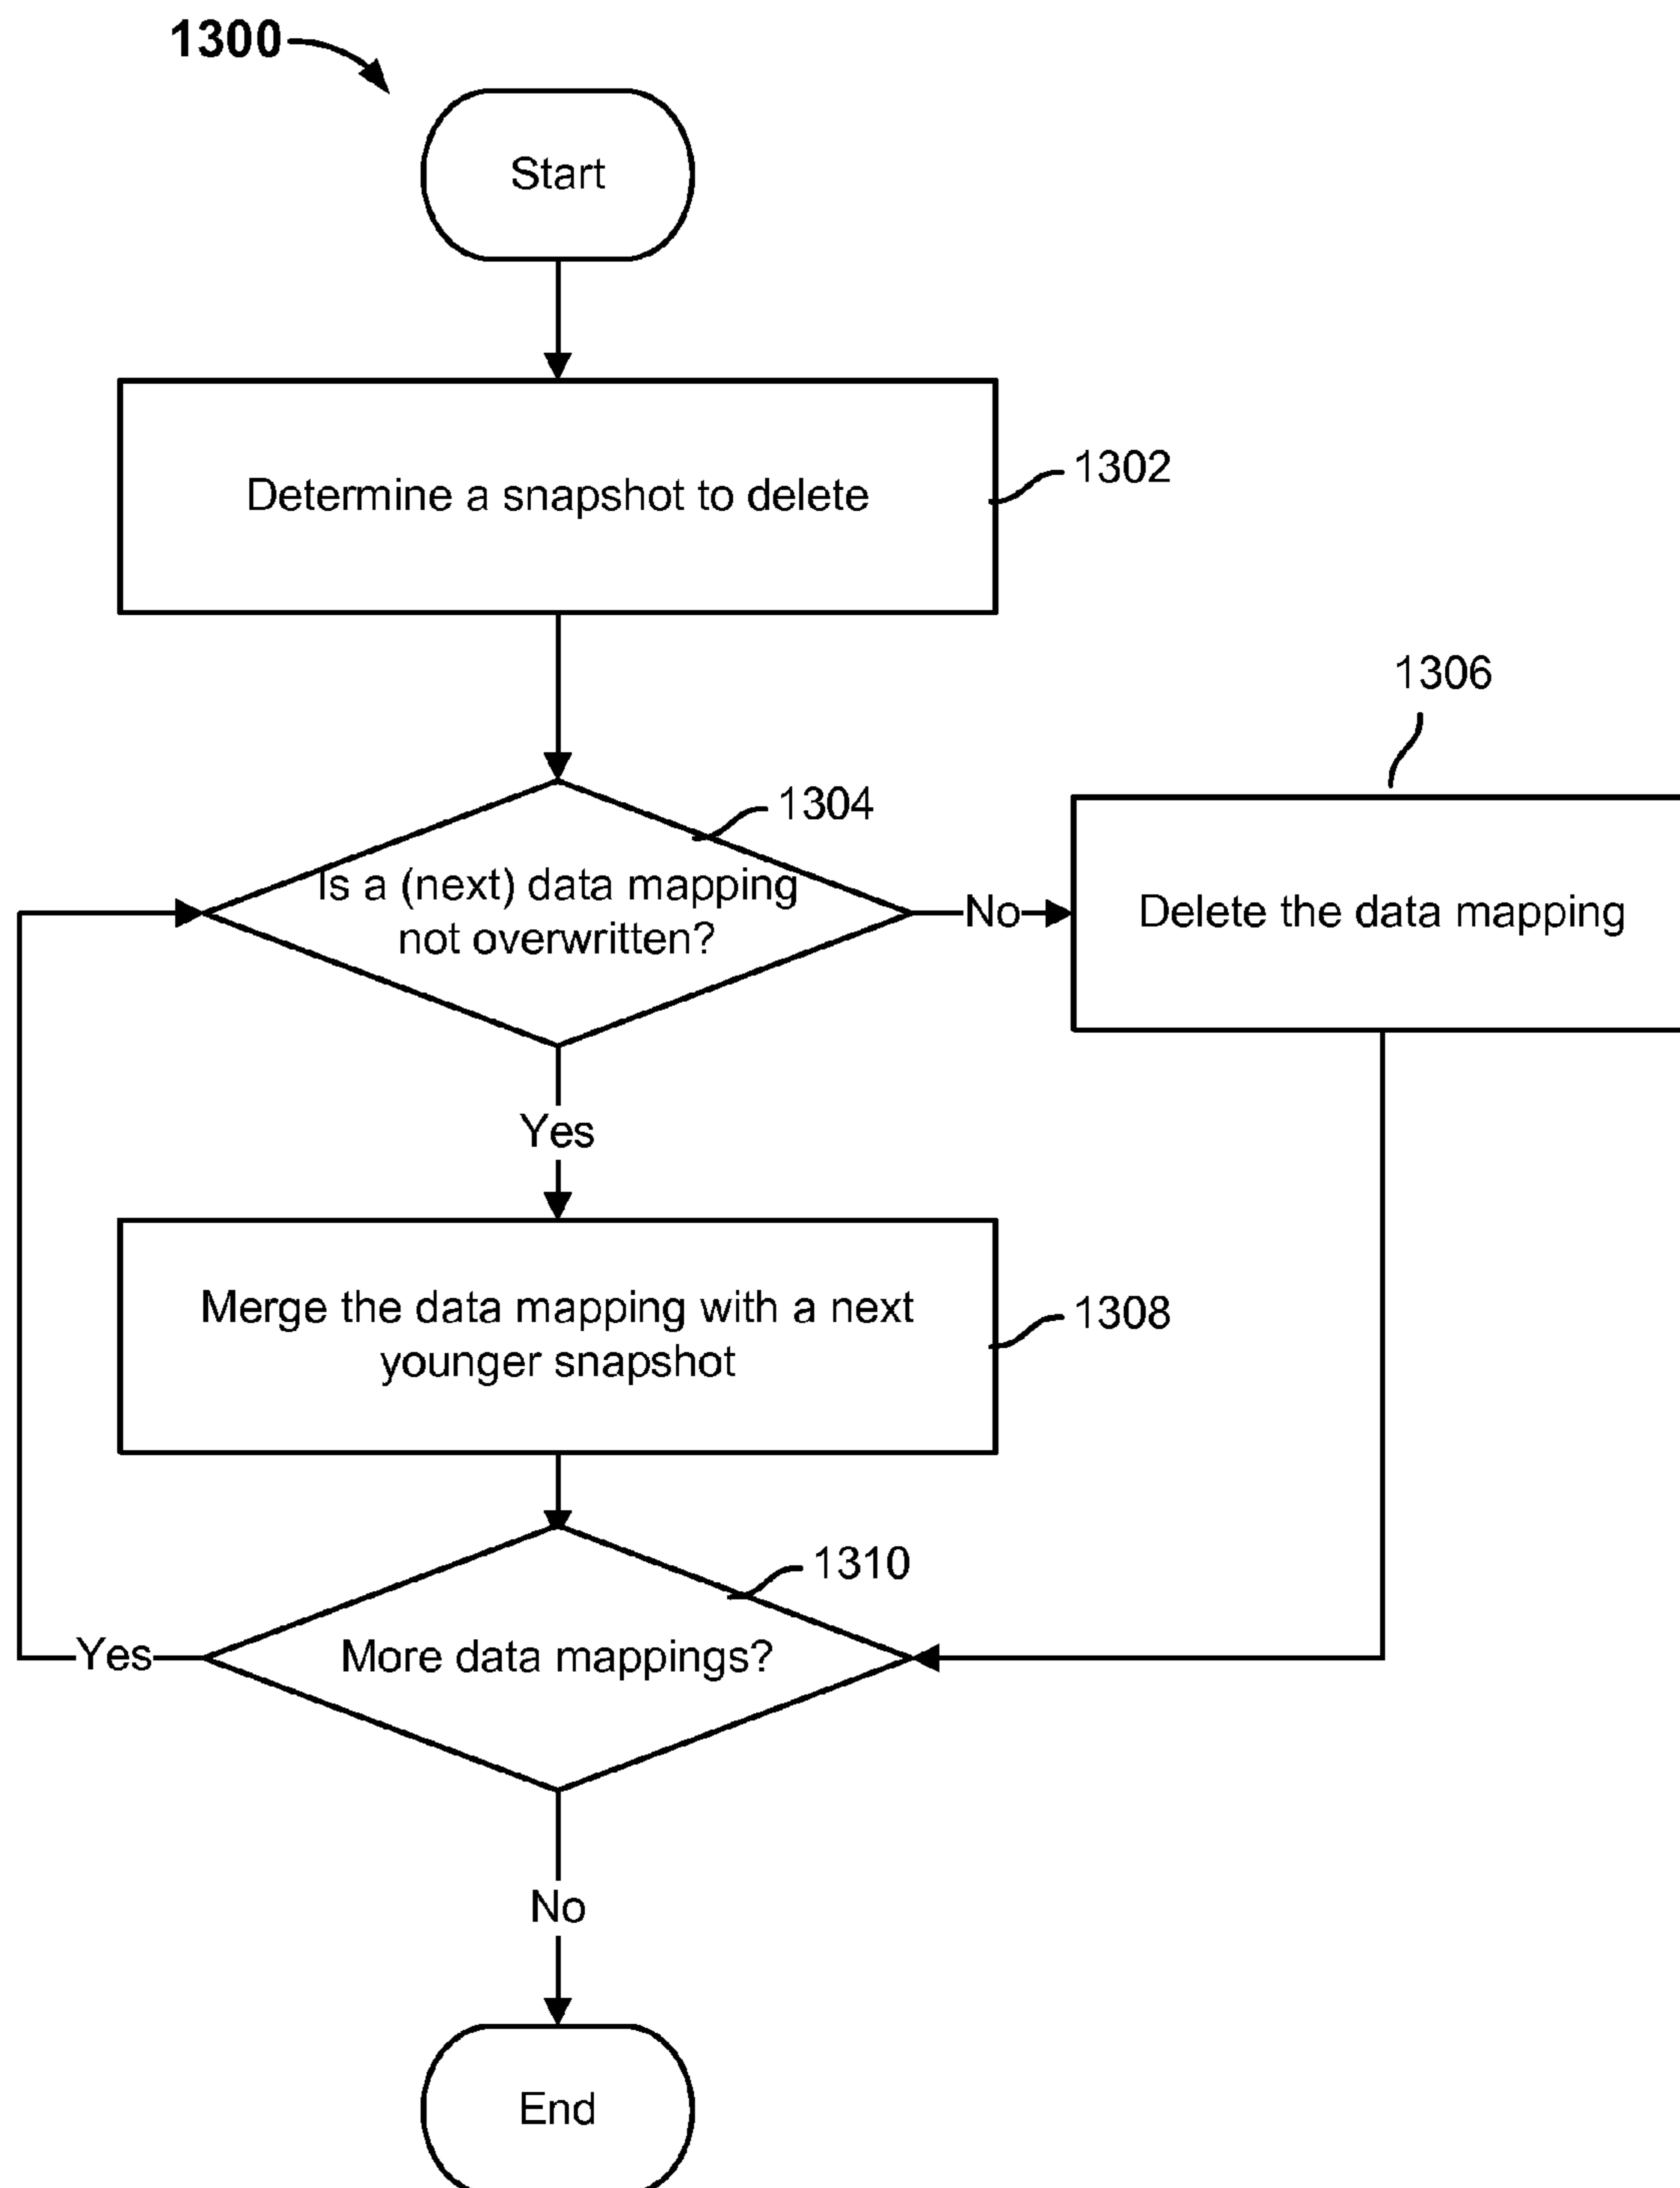 1300
Start
Determine a snapshot to delete
1302
1304
Is a (next) data mapping
not overwritten?
No
1306
Delete the data mapping
Yes
Merge the data mapping with a next
younger snapshot
1308
1310
More data mappings?
Yes
No
End